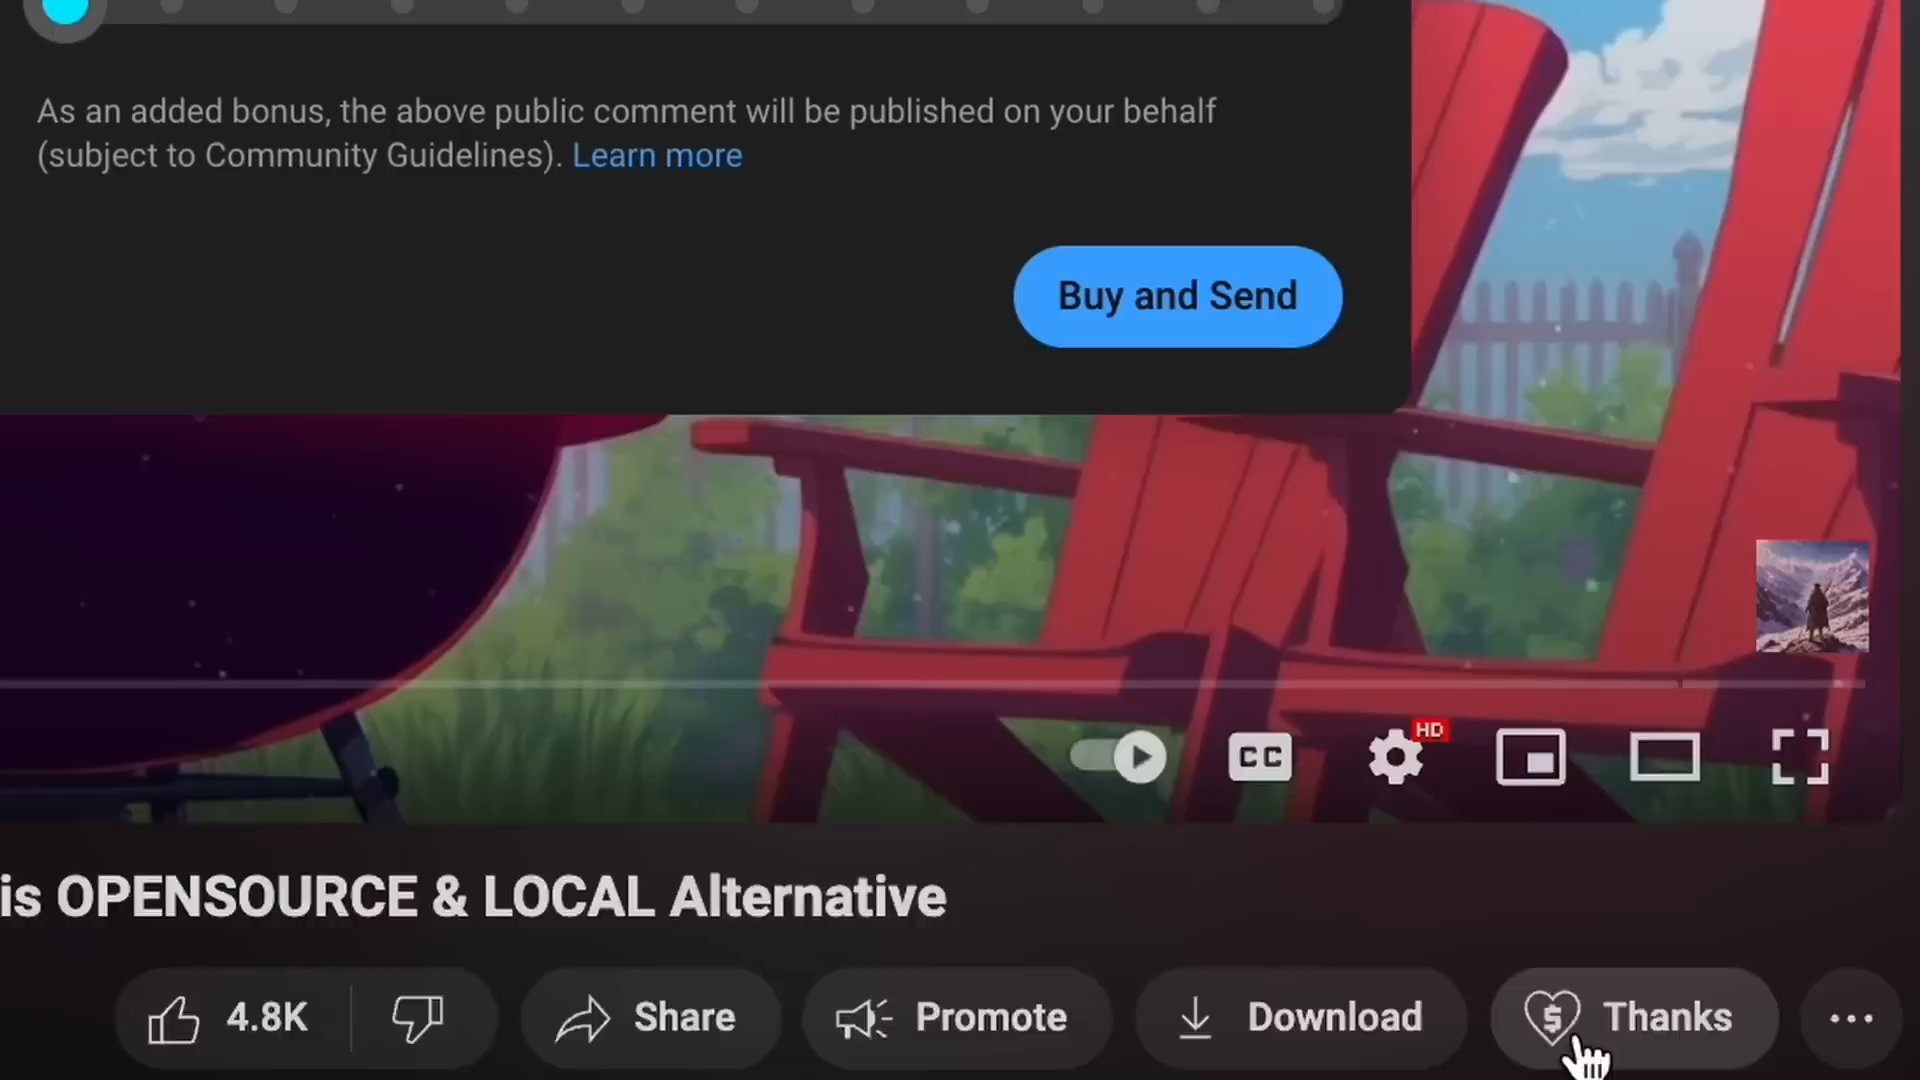 As an added bonus, the above public comment will be published on your behalf
(subject to Community Guidelines). Learn more
Buy and Send
HD
CC
is OPENSOURCE & LOCAL Alternative
4.8K
Share
Promote
Download
$
Thanks